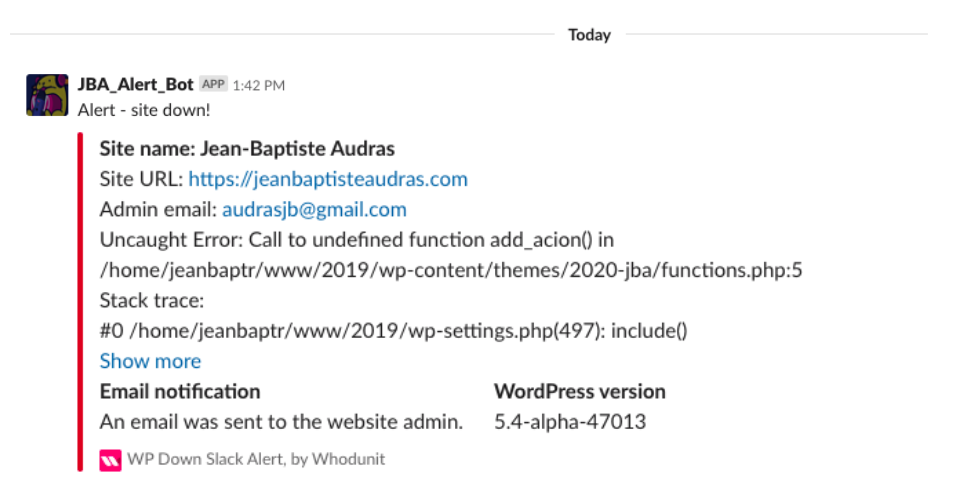 Today
JBA_Alert_Bot APP 1:42 PM
Alert - site down!
Site name: Jean-Baptiste Audras
Site URL: https://jeanbaptisteaudras.com
Admin email: audrasjb@gmail.com
Uncaught Error: Call to undefined function add_acion() in
/home/jeanbaptr/www/2019/wp-content/themes/2020-jba/functions.php:5
Stack trace:
#0 /home/jeanbaptr/www/2019/wp-settings.php(497): include()
Show more
Email notification WordPress version
An email was sent to the website admin. 5.4-alpha-47013
WP Down Slack Alert, by Whodunit